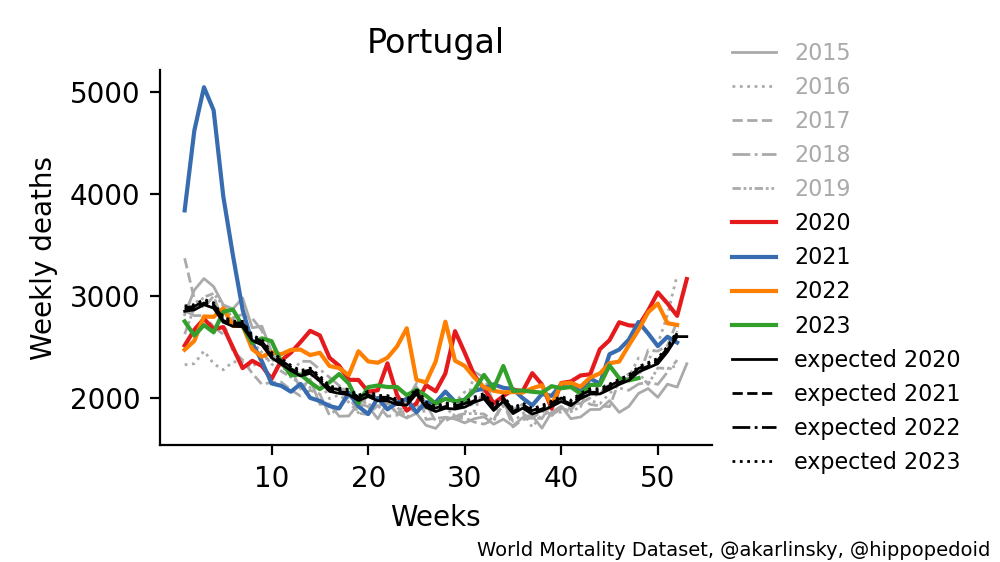 Portugal
Weekly deaths
5000
4000
3000
2000
10
20
30
40
50
Weeks
2015
2016
2017
2018
2019
2020
2021
2022
2023
expected 2020
expected 2021
expected 2022
expected 2023
World Mortality Dataset, @akarlinsky, @hippopedoid